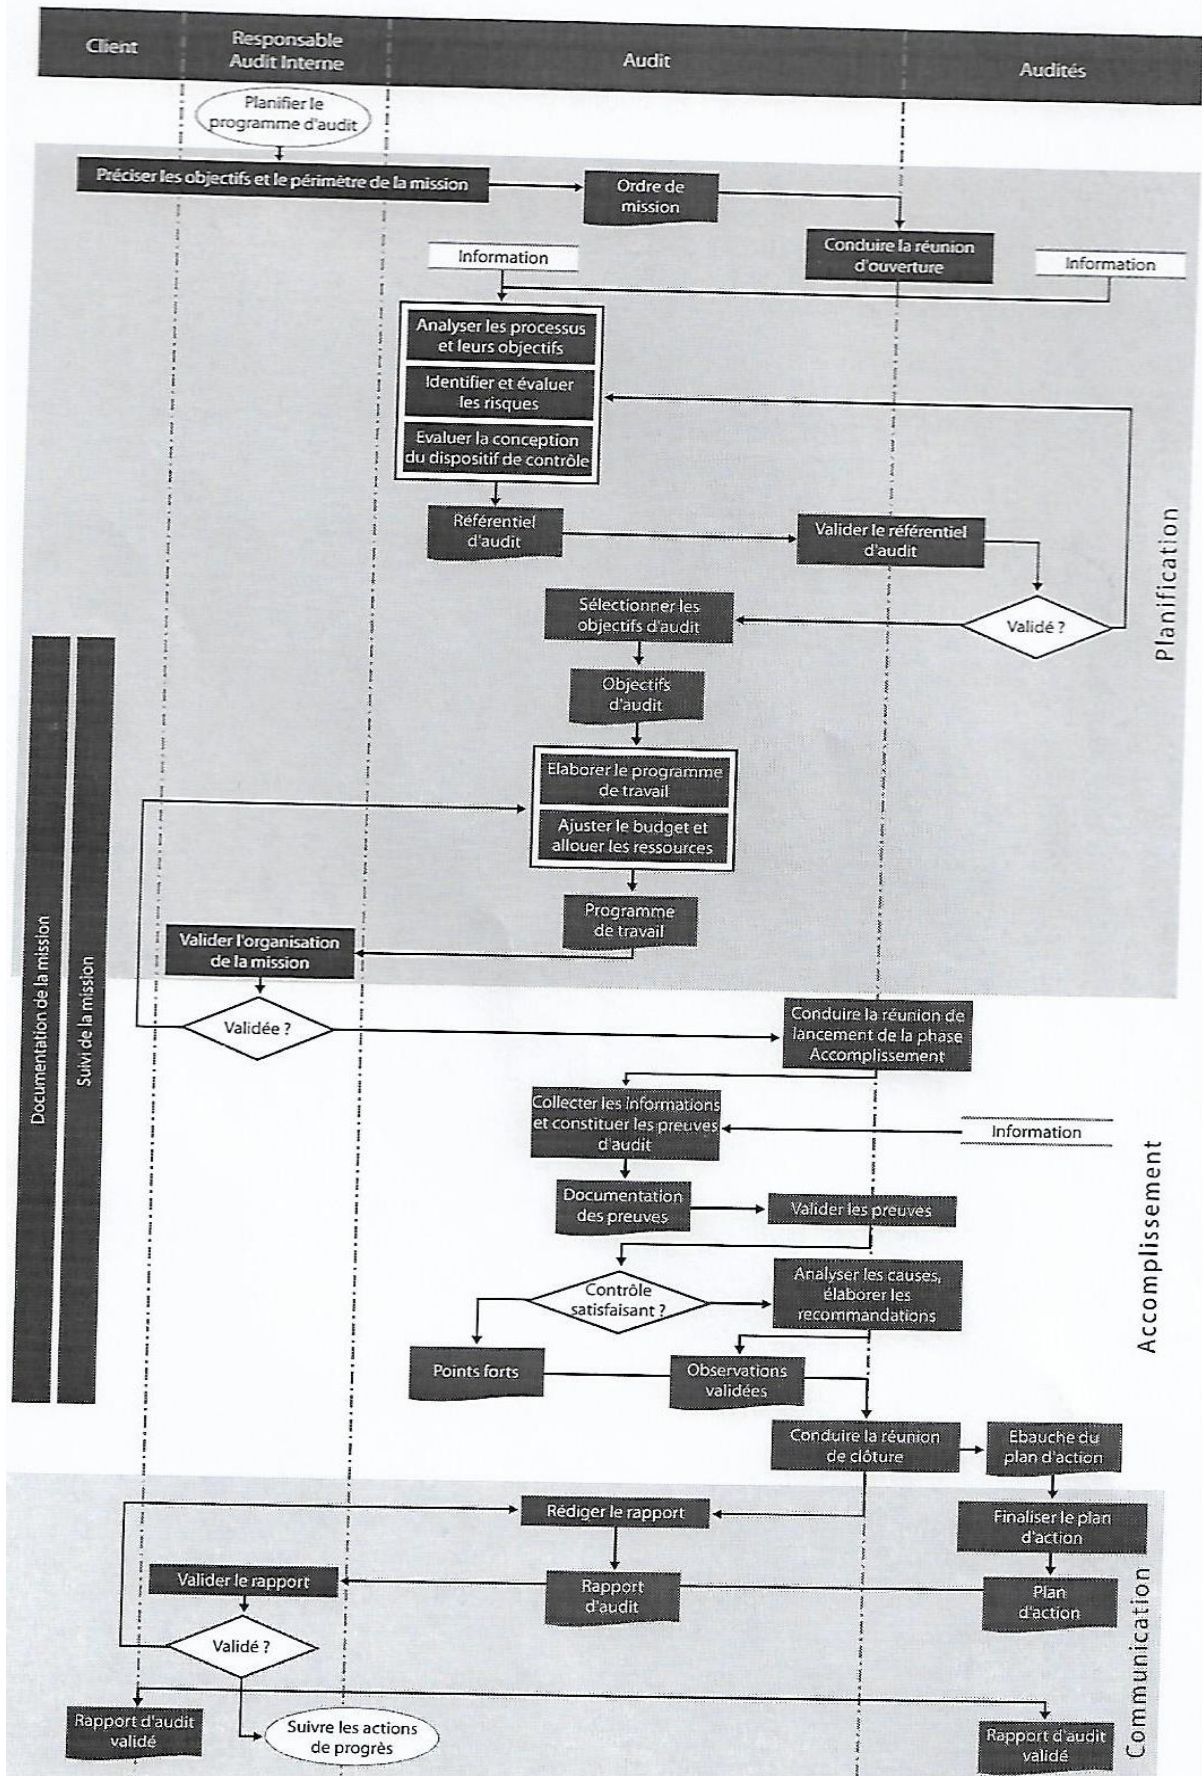 Client
Responsable
Audit Interne
Audit
Audités
Planifier le
programme d'audit
Préciser les objectifs et le périmètre de la mission
Ordre de
mission
Conduire la réunion
d'ouverture
Information
Information
Analyser les processus
et leurs objectifs
Identifier et évaluer
les risques
Evaluer la conception
du dispositif de contrôle
Référentiel
d'audit
Valider le référentiel
d'audit
Validé ?
Sélectionner les
objectifs d'audit
Objectifs
d'audit
Elaborer le programme
de travail
Ajuster le budget et
allouer les ressources
Programme
de travail
Valider l'organisation
de la mission
Validée ?
Planification
Documentation de la mission
Suivi de la mission
Conduire la réunion de
lancement de la phase
Accomplissement
Collecter les informations
et constituer les preuves
d'audit
Information
Documentation
des preuves
Valider les preuves
Contrôle
satisfaisant ?
Analyser les causes,
élaborer les
recommandations
Points forts
Observations
validées
Conduire la réunion
de clôture
Ebauche du
plan d'action
Accomplissement
Rédiger le rapport
Finaliser le plan
d'action
Valider le rapport
Rapport
d'audit
Plan
d'action
Validé ?
Rapport d'audit
validé
Suivre les actions
de progrès
Rapport d'audit
validé
Communication